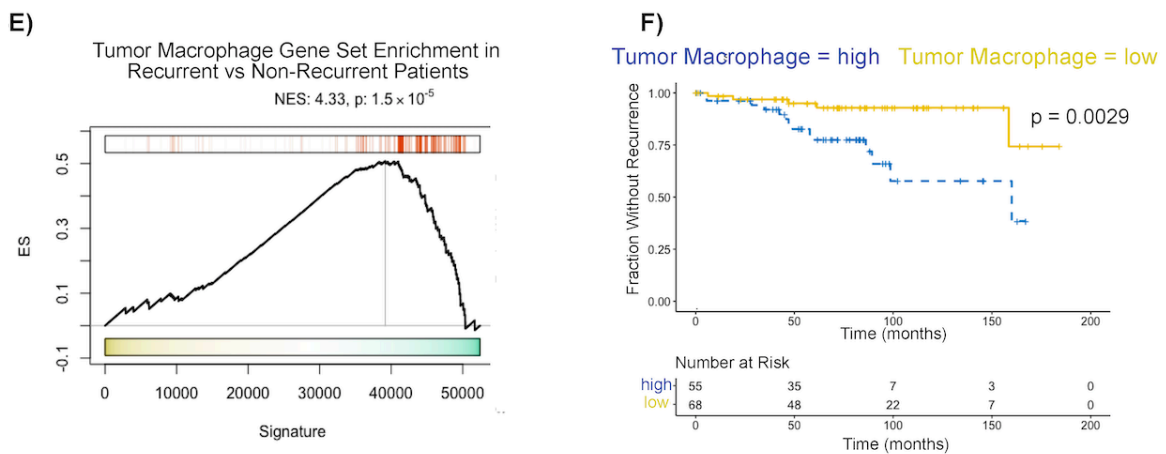 E)
Tumor Macrophage Gene Set Enrichment in
Recurrent vs Non-Recurrent Patients
NES: 4.33, p: 1.5 × 10⁻⁵
0.5
0.3
0.1
-0.1
ES
0 10000 20000 30000 40000 50000
Signature
F)
Tumor Macrophage = high Tumor Macrophage = low
1.00
0.75
0.50
0.25
0.00
Fraction Without Recurrence
p = 0.0029
0 50 100 150 200
Time (months)
Number at Risk
high 55 35 7 3 0
low 68 48 22 7 0
0 50 100 150 200
Time (months)